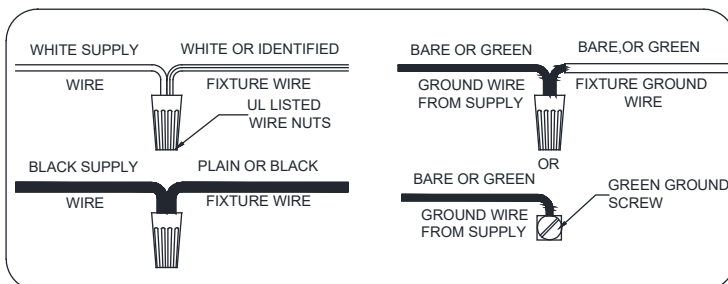 WHITE SUPPLY
WIRE
WHITE OR IDENTIFIED
FIXTURE WIRE
UL LISTED
WIRE NUTS
BLACK SUPPLY
WIRE
PLAIN OR BLACK
FIXTURE WIRE
BARE OR GREEN
GROUND WIRE
FROM SUPPLY
BARE,OR GREEN
FIXTURE GROUND
WIRE
OR
BARE OR GREEN
GROUND WIRE
FROM SUPPLY
GREEN GROUND
SCREW